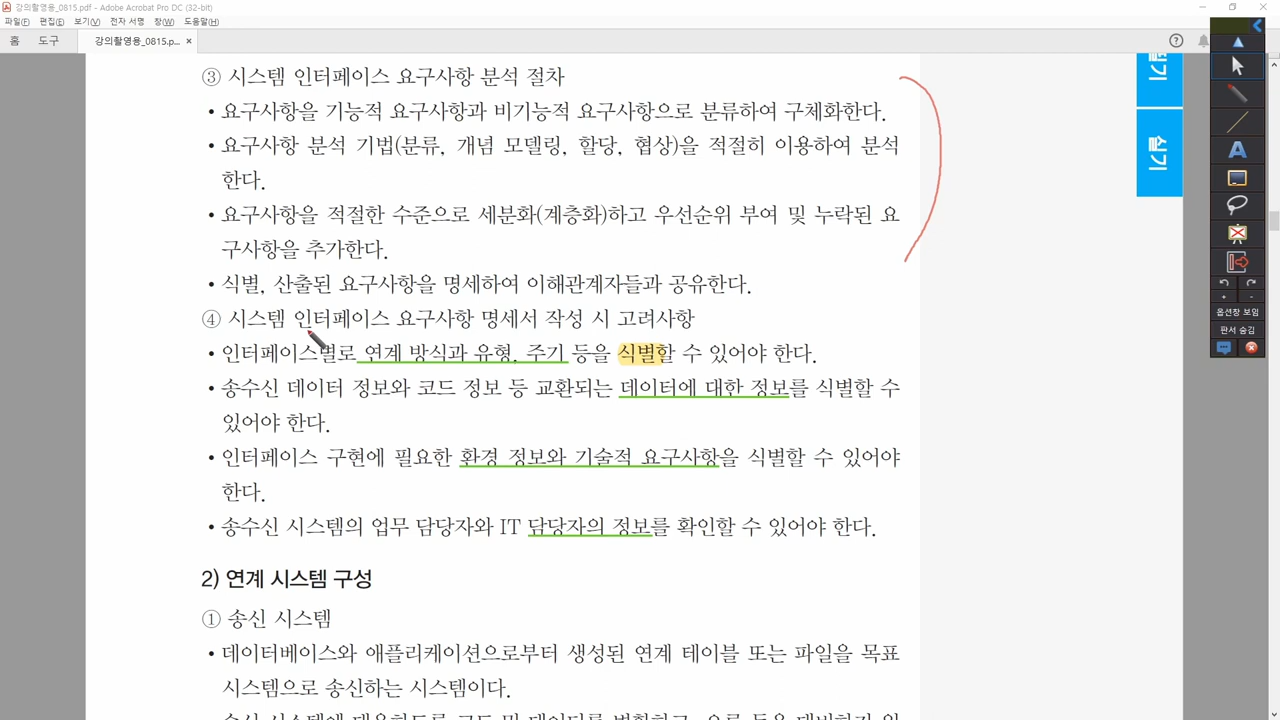 강의촬영용_0815.pdf - Adobe Acrobat Pro DC (32-bit)
파일(F) 편집(E) 보기(V) 전자 서명 창(W) 도움말(H)
홈 도구 강의촬영용_0815.p... ×
③ 시스템 인터페이스 요구사항 분석 절차
• 요구사항을 기능적 요구사항과 비기능적 요구사항으로 분류하여 구체화한다.
• 요구사항 분석 기법(분류, 개념 모델링, 할당, 협상)을 적절히 이용하여 분석
한다.
• 요구사항을 적절한 수준으로 세분화(계층화)하고 우선순위 부여 및 누락된 요
구사항을 추가한다.
• 식별, 산출된 요구사항을 명세하여 이해관계자들과 공유한다.
④ 시스템 인터페이스 요구사항 명세서 작성 시 고려사항
• 인터페이스별로 연계 방식과 유형, 주기 등을 식별할 수 있어야 한다.
• 송수신 데이터 정보와 코드 정보 등 교환되는 데이터에 대한 정보를 식별할 수
있어야 한다.
• 인터페이스 구현에 필요한 환경 정보와 기술적 요구사항을 식별할 수 있어야
한다.
• 송수신 시스템의 업무 담당자와 IT 담당자의 정보를 확인할 수 있어야 한다.
2) 연계 시스템 구성
① 송신 시스템
• 데이터베이스와 애플리케이션으로부터 생성된 연계 테이블 또는 파일을 목표
시스템으로 송신하는 시스템이다.
실기
옵션창 보임
판서 숨김